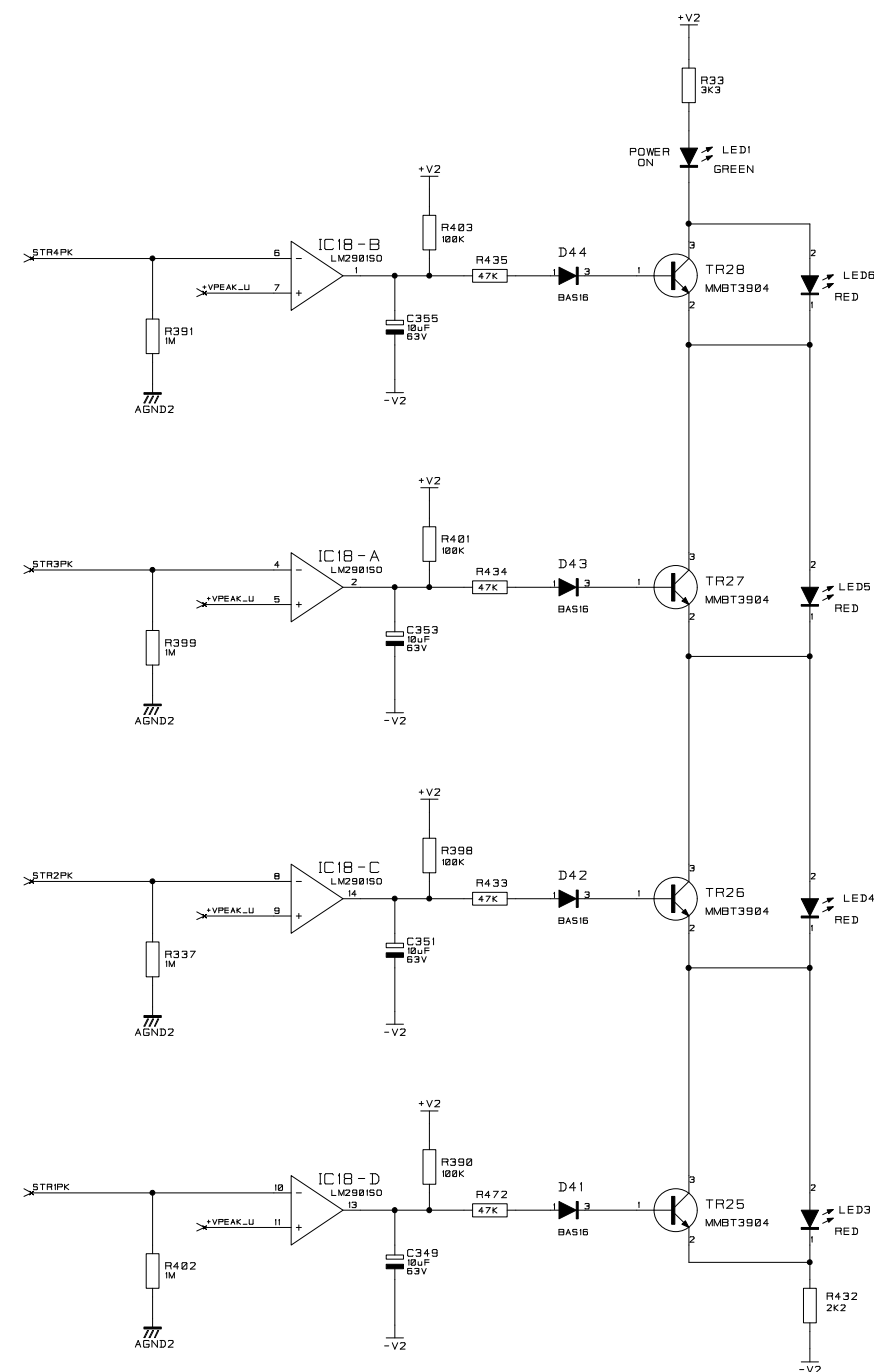 +V2
R33
3K3
POWER
ON
LED1
GREEN
+V2
R403
100K
STR4PK
6
-
IC18-B
LM2901SO
1
+VPEAK_U
7
+
R435
47K
D44
1
3
BAS16
1
3
2
TR28
MMBT3904
2
1
LED6
RED
R391
1M
AGND2
C355
10uF
63V
-V2
+V2
R401
100K
STR3PK
4
-
IC18-A
LM2901SO
2
+VPEAK_U
5
+
R434
47K
D43
1
3
BAS16
1
3
2
TR27
MMBT3904
2
1
LED5
RED
R399
1M
AGND2
C353
10uF
63V
-V2
+V2
R398
100K
STR2PK
8
-
IC18-C
LM2901SO
14
+VPEAK_U
9
+
R433
47K
D42
1
3
BAS16
1
3
2
TR26
MMBT3904
2
1
LED4
RED
R337
1M
AGND2
C351
10uF
63V
-V2
+V2
R390
100K
STR1PK
10
-
IC18-D
LM2901SO
13
+VPEAK_U
11
+
R472
47K
D41
1
3
BAS16
1
3
2
TR25
MMBT3904
2
1
LED3
RED
R402
1M
AGND2
C349
10uF
63V
-V2
R432
2K2
-V2